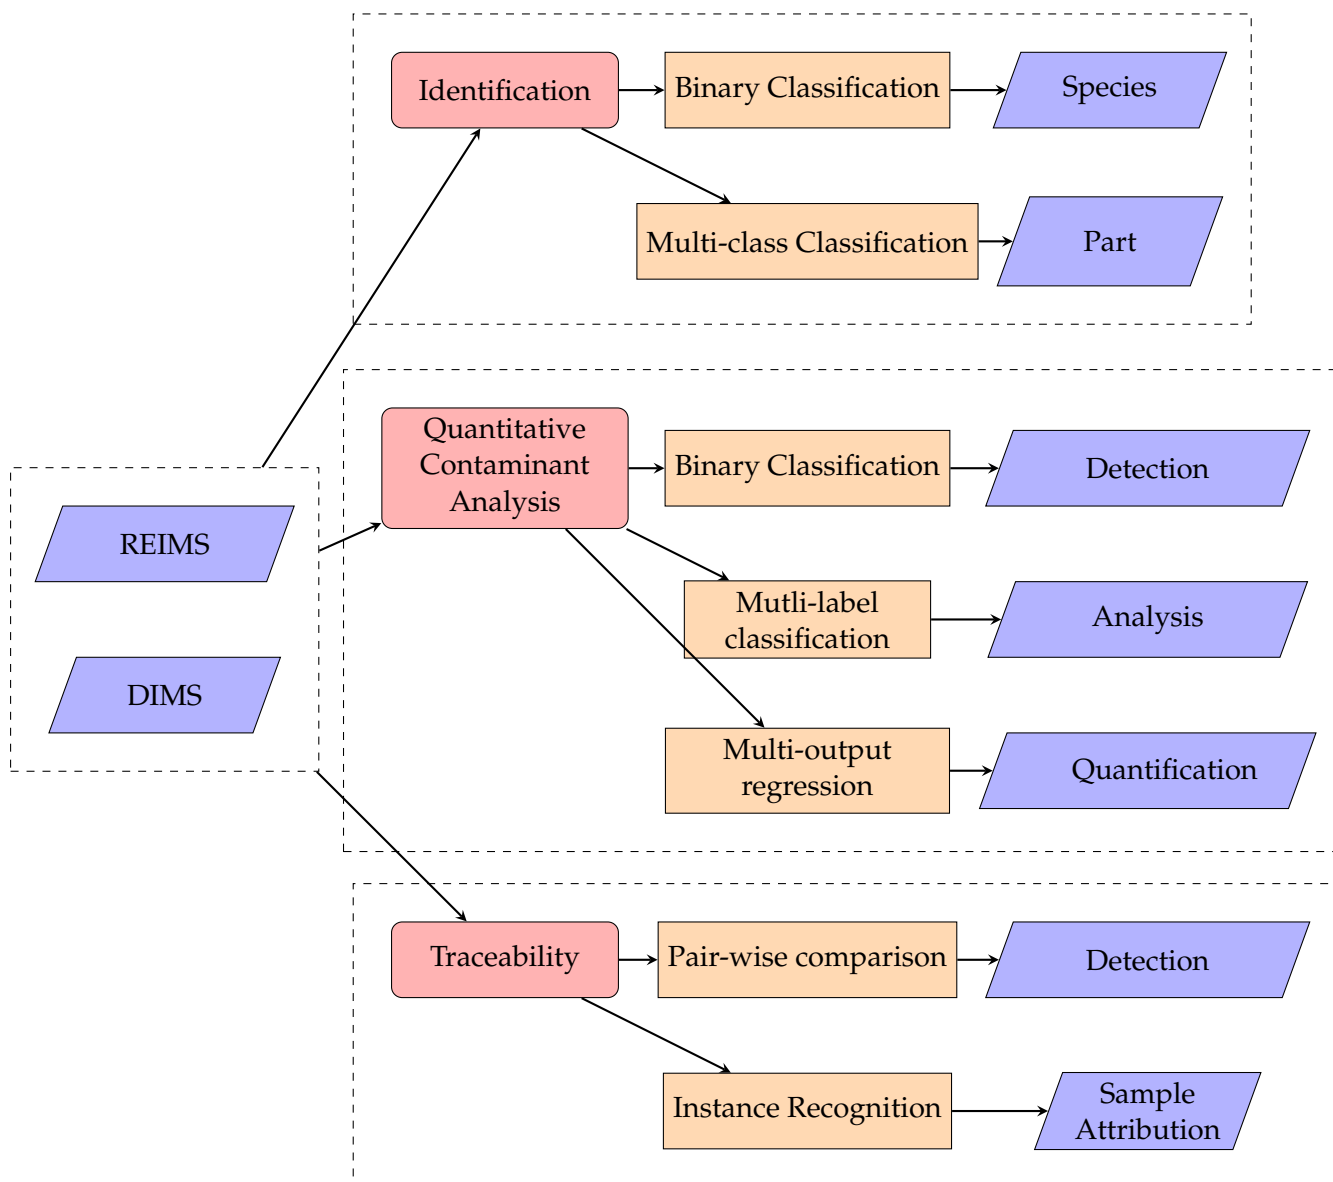 Identification
Binary Classification
Species
Multi-class Classification
Part
Quantitative
Contaminant
Analysis
Binary Classification
Detection
REIMS
Mutli-label
classification
Analysis
DIMS
Multi-output
regression
Quantification
Traceability
Pair-wise comparison
Detection
Instance Recognition
Sample
Attribution